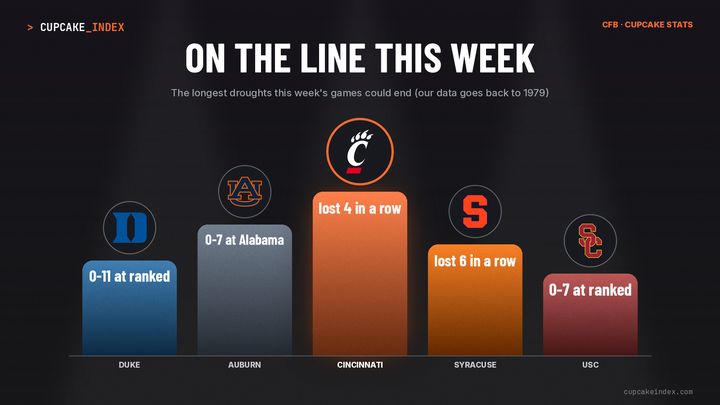 > CUPCAKE_INDEX
CFB · CUPCAKE STATS
ON THE LINE THIS WEEK
The longest droughts this week's games could end (our data goes back to 1979)
D
AU
C
S
SC
0-11 at ranked
0-7 at Alabama
lost 4 in a row
lost 6 in a row
0-7 at ranked
DUKE
AUBURN
CINCINNATI
SYRACUSE
USC
cupcakeindex.com